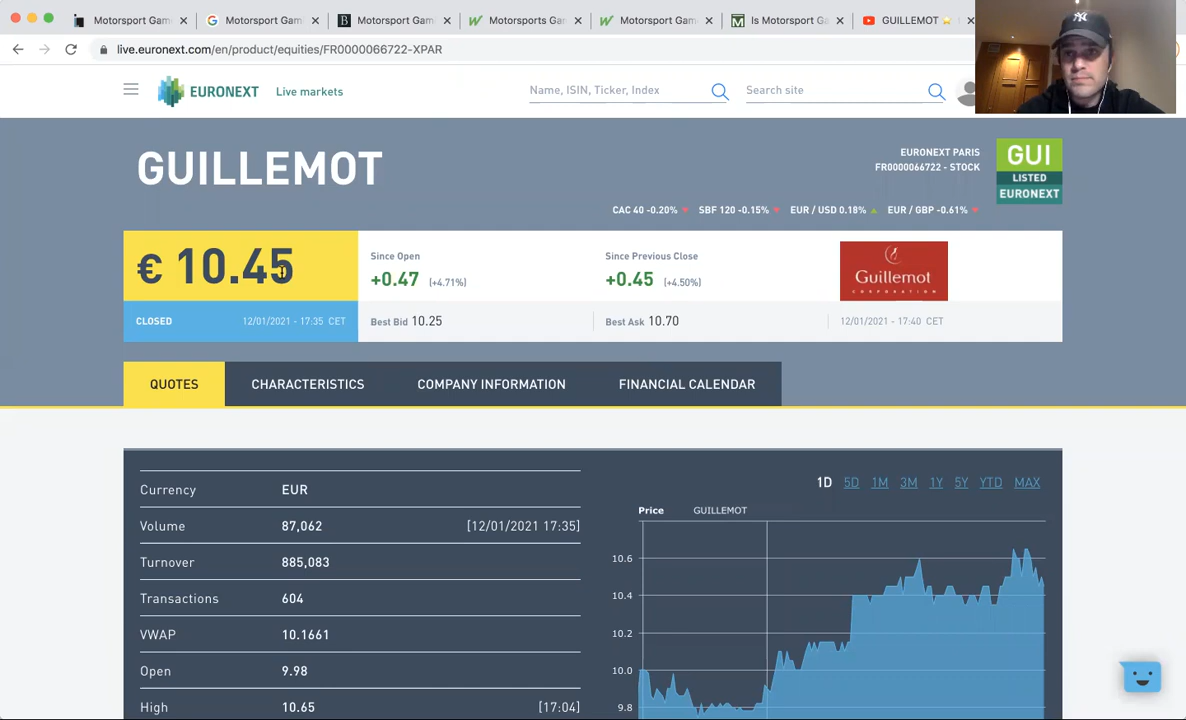 Motorsport Gam
Motorsport Gam
Motorsport Gam
Motorsports Gam
Motorsport Gam
Is Motorsport G
GUILLEMOT
live.euronext.com/en/product/equities/FR0000066722-XPAR
EURONEXT
Live markets
Name, ISIN, Ticker, Index
Search site
GUILLEMOT
EURONEXT PARIS
FR0000066722 - STOCK
GUI
LISTED
EURONEXT
CAC 40 -0.20% SBF 120 -0.15% EUR / USD 0.18% EUR / GBP -0.61%
€ 10.45
Since Open
+0.47 (+4.71%)
Since Previous Close
+0.45 (+4.50%)
Guillemot
CORPORATION
CLOSED 12/01/2021 - 17:35 CET
Best Bid 10.25
Best Ask 10.70
12/01/2021 - 17:40 CET
QUOTES
CHARACTERISTICS
COMPANY INFORMATION
FINANCIAL CALENDAR
Currency EUR
Volume 87,062 [12/01/2021 17:35]
Turnover 885,083
Transactions 604
VWAP 10.1661
Open 9.98
High 10.65 [17:04]
1D 5D 1M 3M 1Y 5Y YTD MAX
Price GUILLEMOT
10.6
10.4
10.2
10.0
9.8